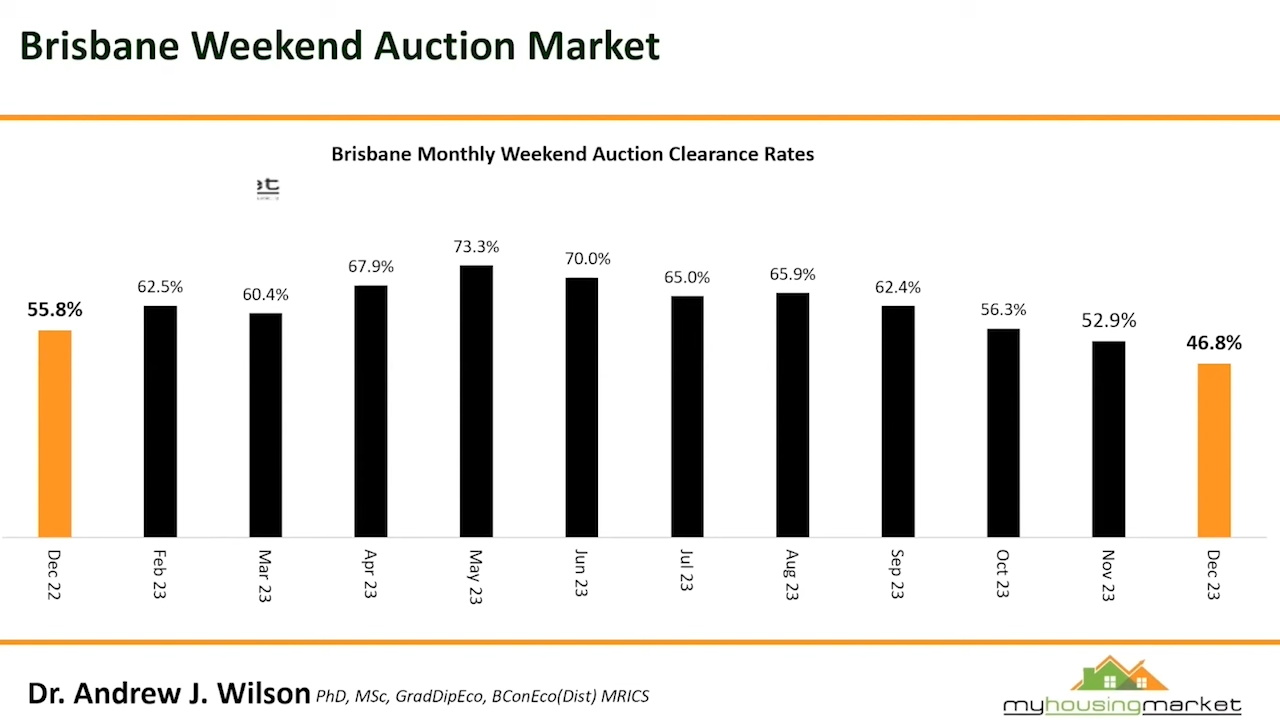 Brisbane Weekend Auction Market
Brisbane Monthly Weekend Auction Clearance Rates
55.8%
62.5%
60.4%
67.9%
73.3%
70.0%
65.0%
65.9%
62.4%
56.3%
52.9%
46.8%
Dec 22
Feb 23
Mar 23
Apr 23
May 23
Jun 23
Jul 23
Aug 23
Sep 23
Oct 23
Nov 23
Dec 23
Dr. Andrew J. Wilson PhD, MSc, GradDipEco, BConEco(Dist) MRICS
myhousingmarket